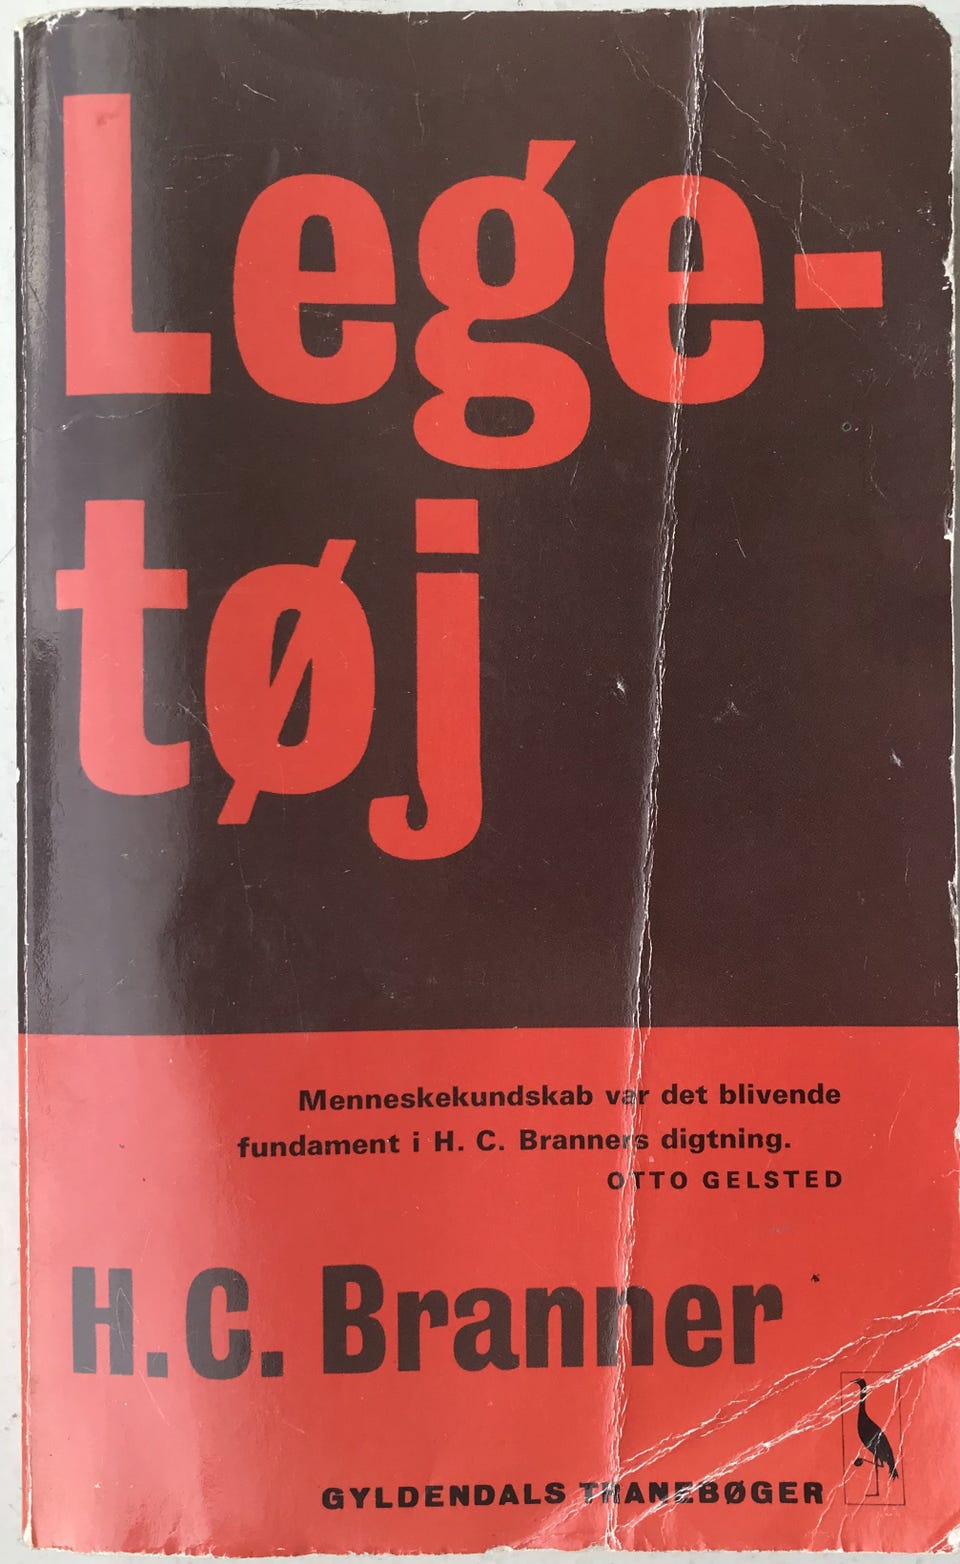 Lege-
tøj
Menneskekundskab var det blivende
fundament i H. C. Branners digtning.
OTTO GELSTED
H.C. Branner
GYLDENDALS TRANEBØGER